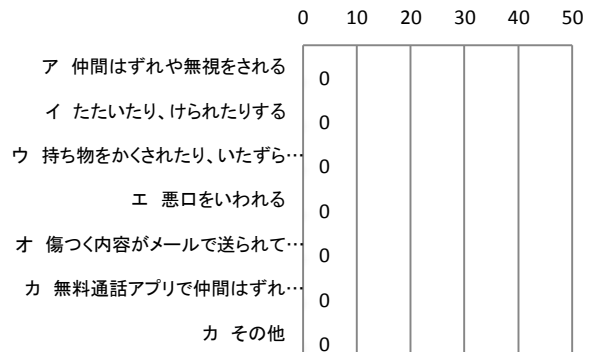 0 10 20 30 40 50
ア 仲間はずれや無視をされる 0
イ たたいたり、けられたりする 0
ウ 持ち物をかくされたり、いたずら… 0
エ 悪口をいわれる 0
オ 傷つく内容がメールで送られて… 0
カ 無料通話アプリで仲間はずれ… 0
カ その他 0